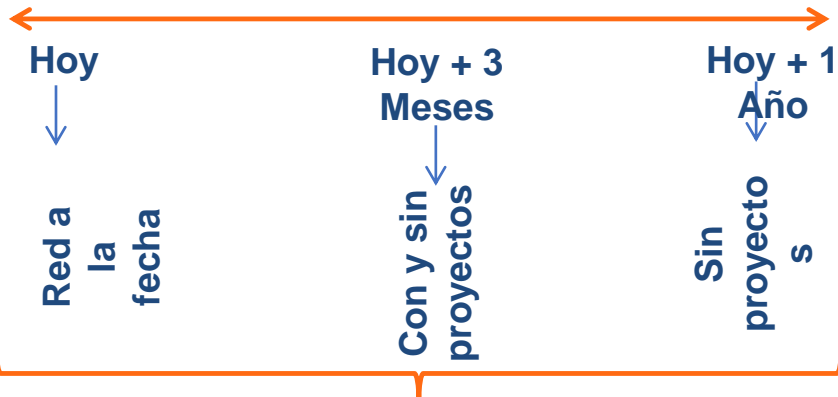 Hoy
Hoy + 3
Meses
Hoy + 1
Año
Red a
la
fecha
Con y sin
proyectos
Sin
proyecto
s